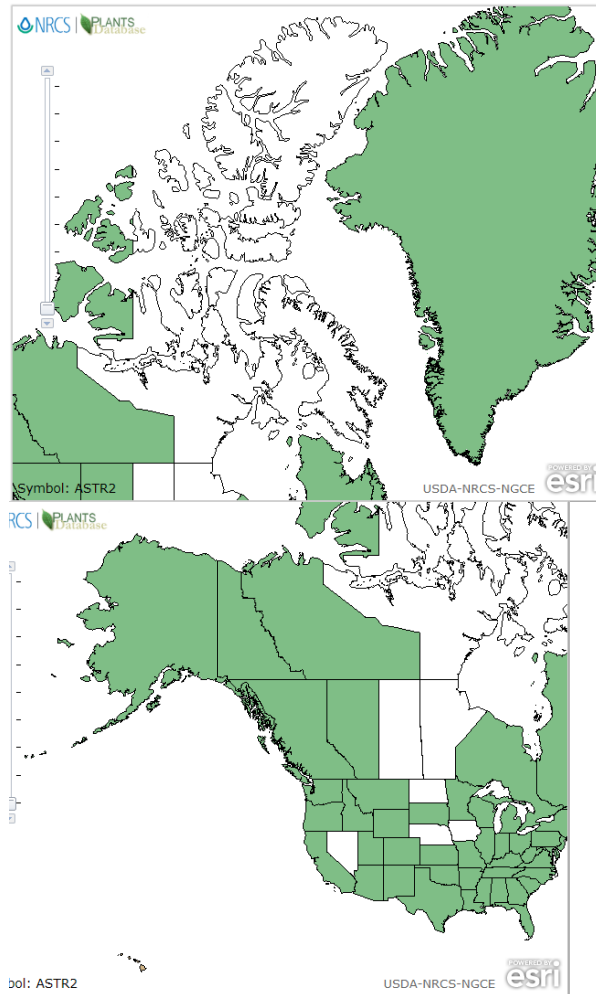 NRCS | PLANTS
Database
Symbol: ASTR2
USDA-NRCS-NGCE
POWERED BY
esri
RCS | PLANTS
Database
bol: ASTR2
USDA-NRCS-NGCE
POWERED BY
esri